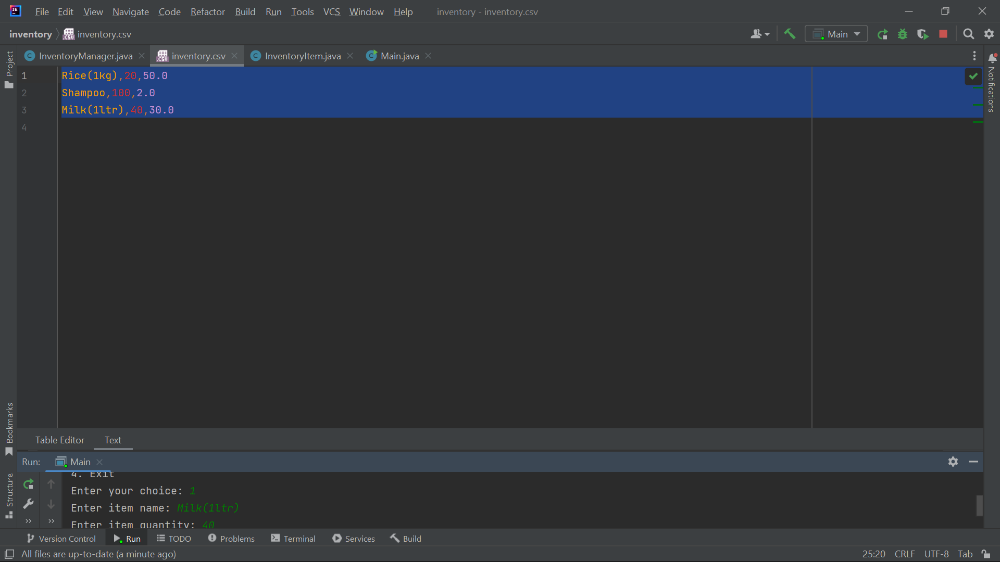 File Edit View Navigate Code Refactor Build Run Tools VCS Window Help inventory - inventory.csv
inventory inventory.csv Main
InventoryManager.java inventory.csv InventoryItem.java Main.java
Project
Notifications
1 Rice(1kg),20,50.0
2 Shampoo,100,2.0
3 Milk(1ltr),40,30.0
4
Bookmarks
Structure
Table Editor Text
Run: Main
4. Exit
Enter your choice: 1
Enter item name: Milk(1ltr)
Enter item quantity: 40
Version Control Run TODO Problems Terminal Services Build
All files are up-to-date (a minute ago) 25:20 CRLF UTF-8 Tab